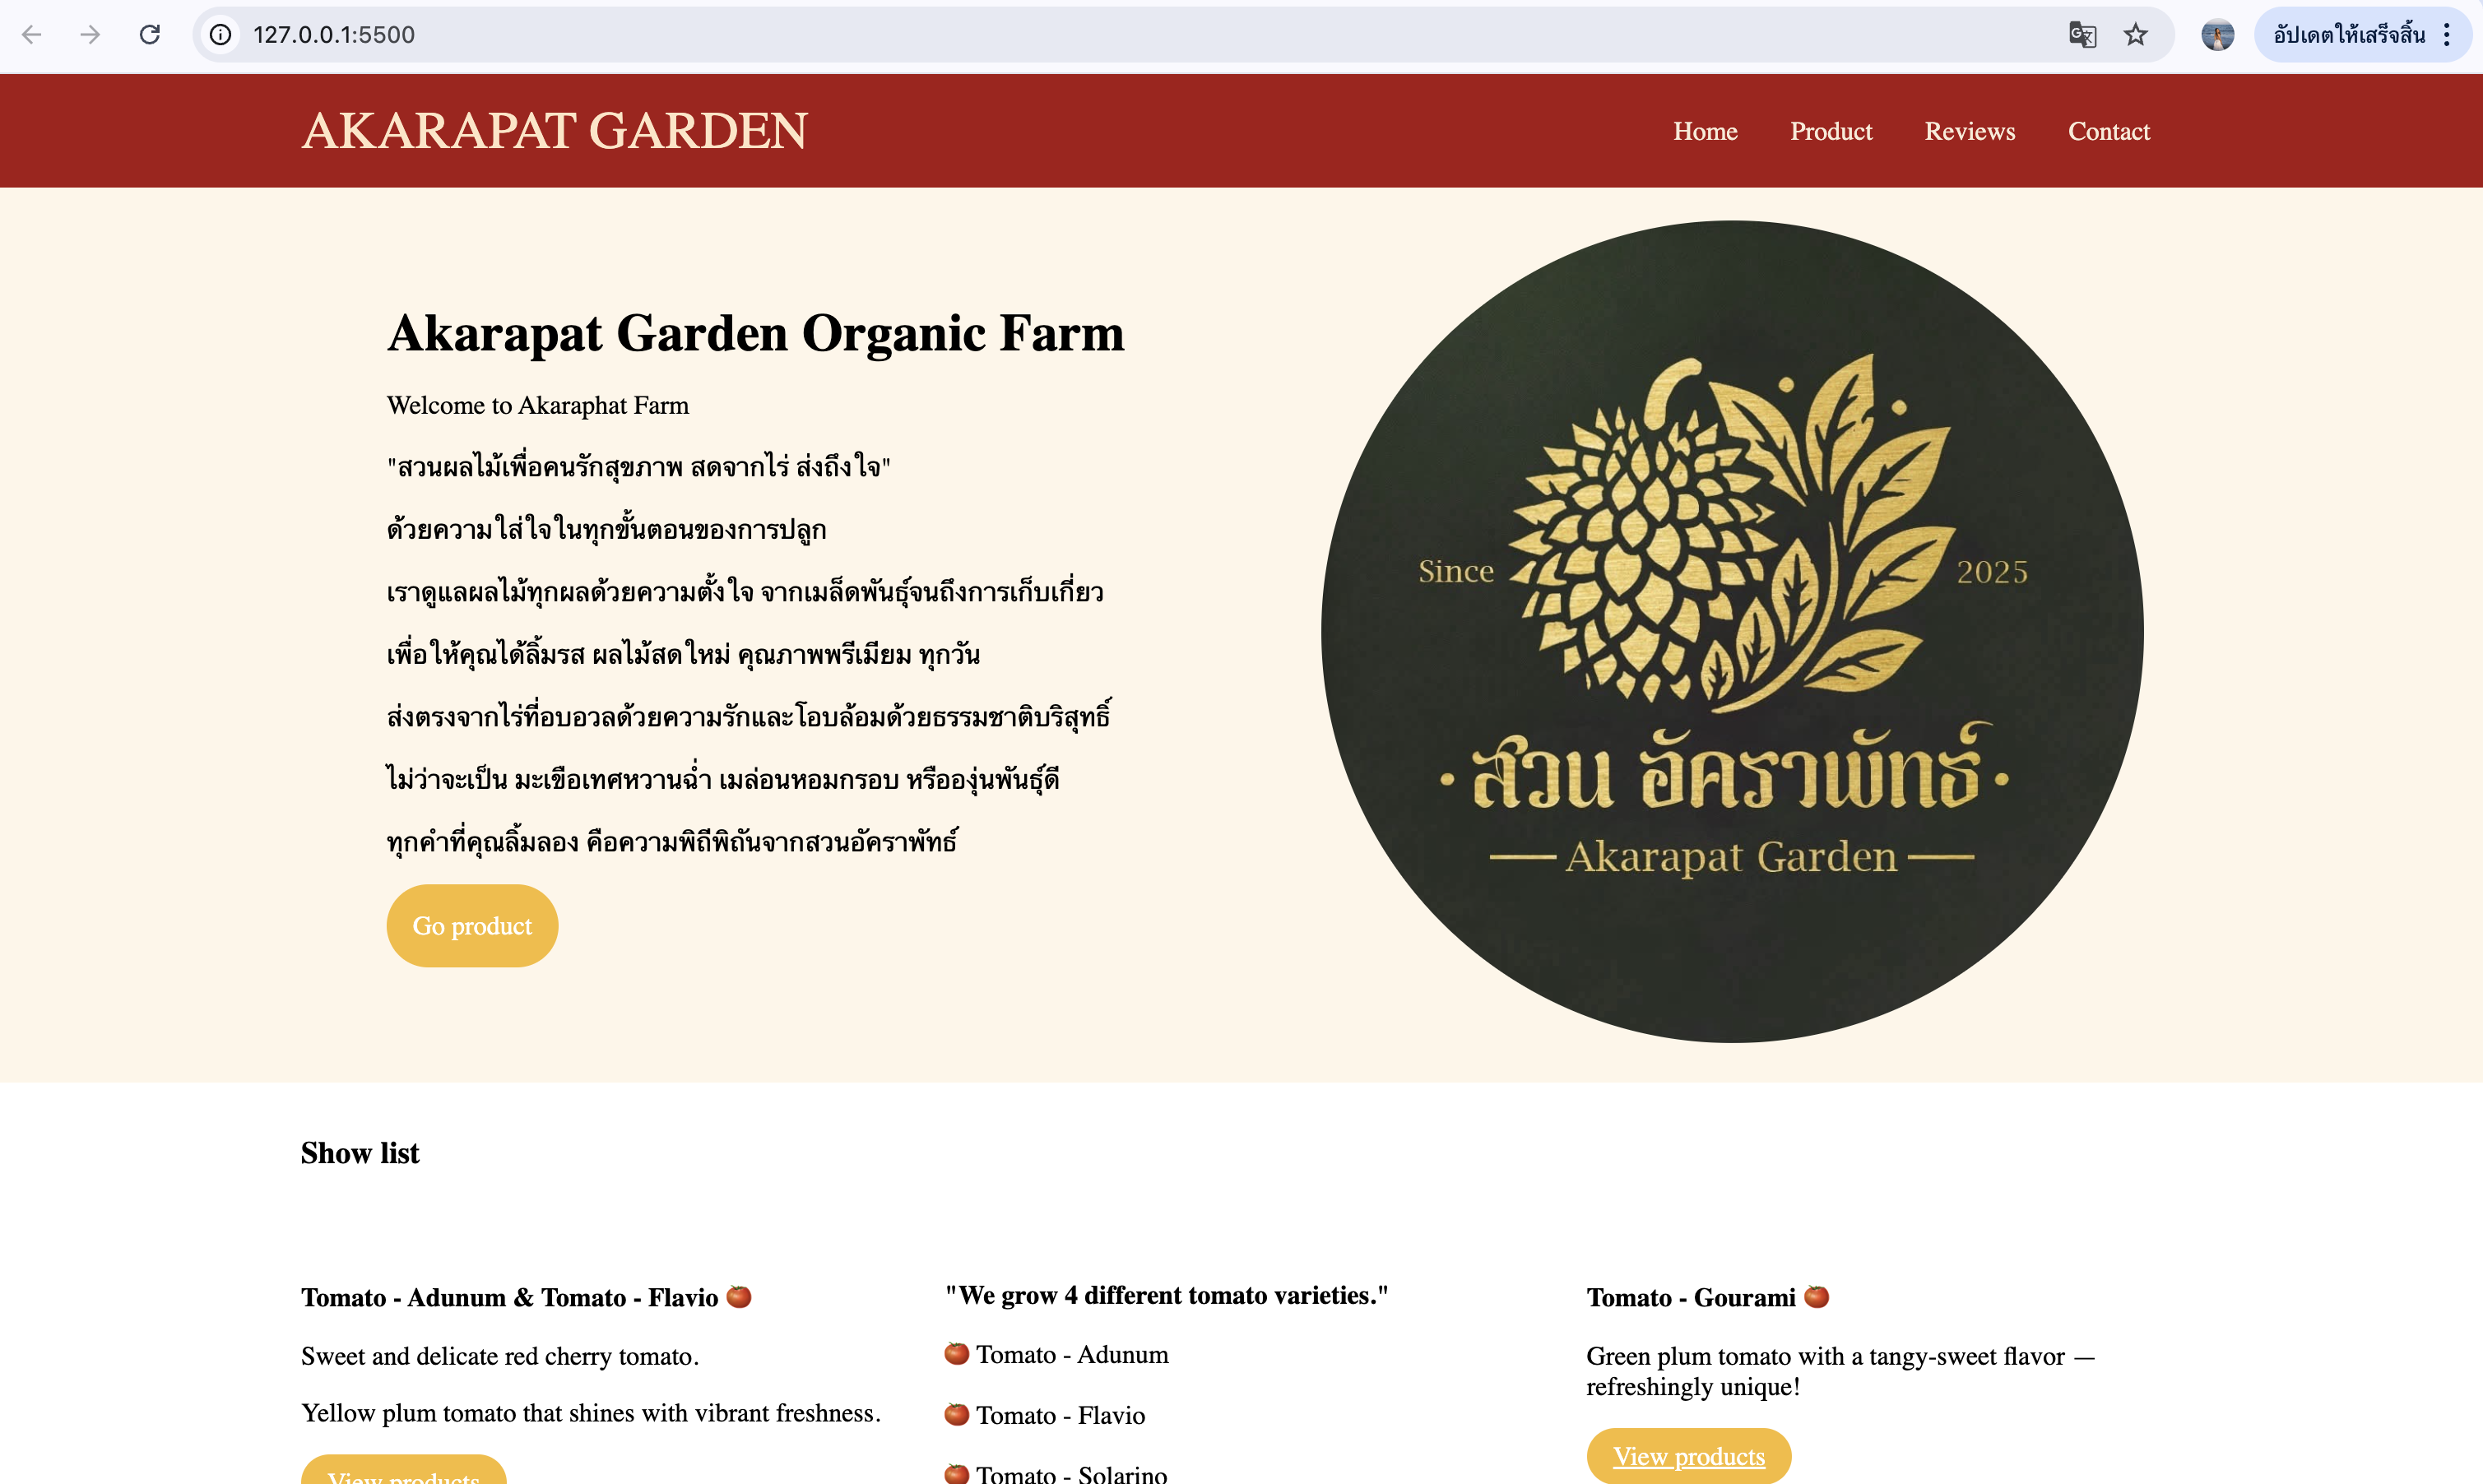 127.0.0.1:5500
อัปเดตให้เสร็จสิ้น
AKARAPAT GARDEN
Home Product Reviews Contact
Akarapat Garden Organic Farm
Welcome to Akaraphat Farm
"สวนผลไม้เพื่อคนรักสุขภาพ สดจากไร่ ส่งถึงใจ"
ด้วยความใส่ใจในทุกขั้นตอนของการปลูก
เราดูแลผลไม้ทุกผลด้วยความตั้งใจ จากเมล็ดพันธุ์จนถึงการเก็บเกี่ยว
เพื่อให้คุณได้ลิ้มรส ผลไม้สดใหม่ คุณภาพพรีเมียม ทุกวัน
ส่งตรงจากไร่ที่อบอวลด้วยความรักและโอบล้อมด้วยธรรมชาติบริสุทธิ์
ไม่ว่าจะเป็น มะเขือเทศหวานฉ่ำ เมล่อนหอมกรอบ หรือองุ่นพันธุ์ดี
ทุกคำที่คุณลิ้มลอง คือความพิถีพิถันจากสวนอัคราพัทธ์
Go product
Since 2025
สวน อัคราพัทธ์
Akarapat Garden
Show list
Tomato - Adunum & Tomato - Flavio 🍅
Sweet and delicate red cherry tomato.
Yellow plum tomato that shines with vibrant freshness.
View products
"We grow 4 different tomato varieties."
🍅 Tomato - Adunum
🍅 Tomato - Flavio
🍅 Tomato - Solarino
Tomato - Gourami 🍅
Green plum tomato with a tangy-sweet flavor —
refreshingly unique!
View products